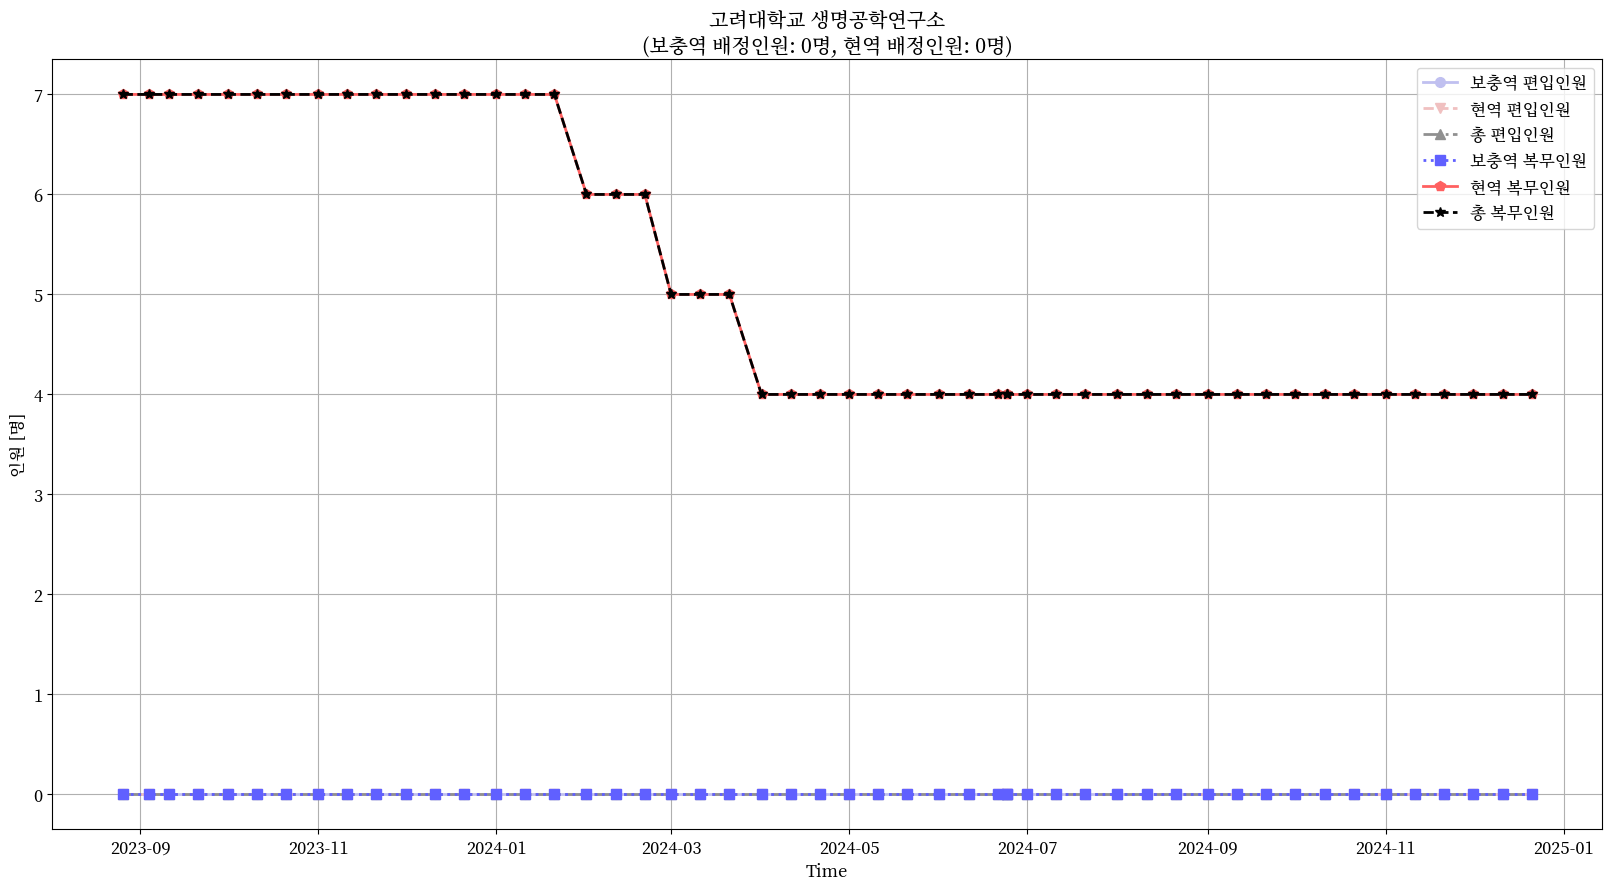 고려대학교 생명공학연구소
(보충역 배정인원: 0명, 현역 배정인원: 0명)
보충역 편입인원
현역 편입인원
총 편입인원
보충역 복무인원
현역 복무인원
총 복무인원
인원 [명]
7
6
5
4
3
2
1
0
2023-09
2023-11
2024-01
2024-03
2024-05
2024-07
2024-09
2024-11
2025-01
Time